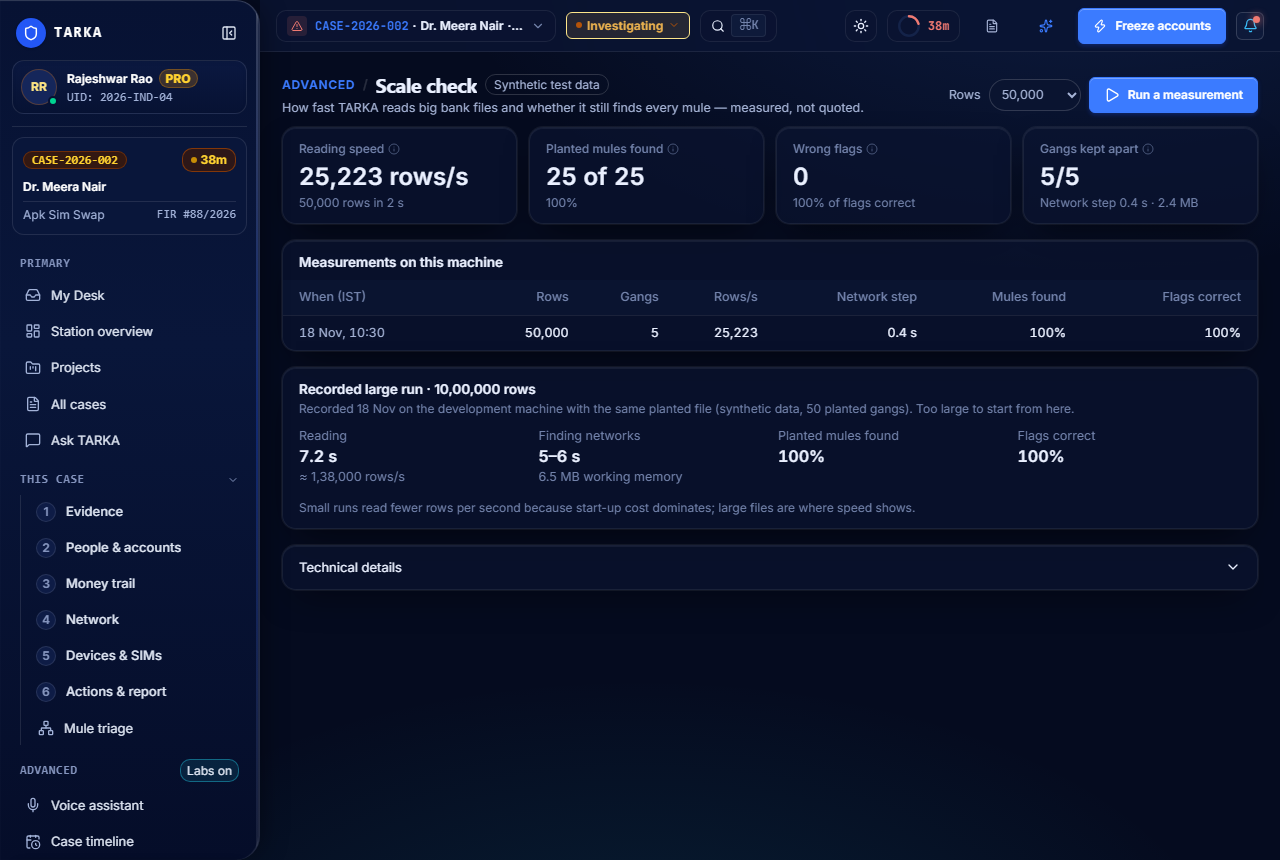 TARKA
RR
Rajeshwar Rao PRO
UID: 2026-IND-04
CASE-2026-002
38m
Dr. Meera Nair
Apk Sim Swap
FIR #88/2026
PRIMARY
My Desk
Station overview
Projects
All cases
Ask TARKA
THIS CASE
1 Evidence
2 People & accounts
3 Money trail
4 Network
5 Devices & SIMs
6 Actions & report
Mule triage
ADVANCED
Labs on
Voice assistant
Case timeline
CASE-2026-002 · Dr. Meera Nair ·...
Investigating
⌘K
38m
Freeze accounts
ADVANCED / Scale check
Synthetic test data
How fast TARKA reads big bank files and whether it still finds every mule — measured, not quoted.
Rows
50,000
Run a measurement
Reading speed
25,223 rows/s
50,000 rows in 2 s
Planted mules found
25 of 25
100%
Wrong flags
0
100% of flags correct
Gangs kept apart
5/5
Network step 0.4 s · 2.4 MB
Measurements on this machine
When (IST) Rows Gangs Rows/s Network step Mules found Flags correct
18 Nov, 10:30 50,000 5 25,223 0.4 s 100% 100%
Recorded large run · 10,00,000 rows
Recorded 18 Nov on the development machine with the same planted file (synthetic data, 50 planted gangs). Too large to start from here.
Reading
7.2 s
≈ 1,38,000 rows/s
Finding networks
5–6 s
6.5 MB working memory
Planted mules found
100%
Flags correct
100%
Small runs read fewer rows per second because start-up cost dominates; large files are where speed shows.
Technical details